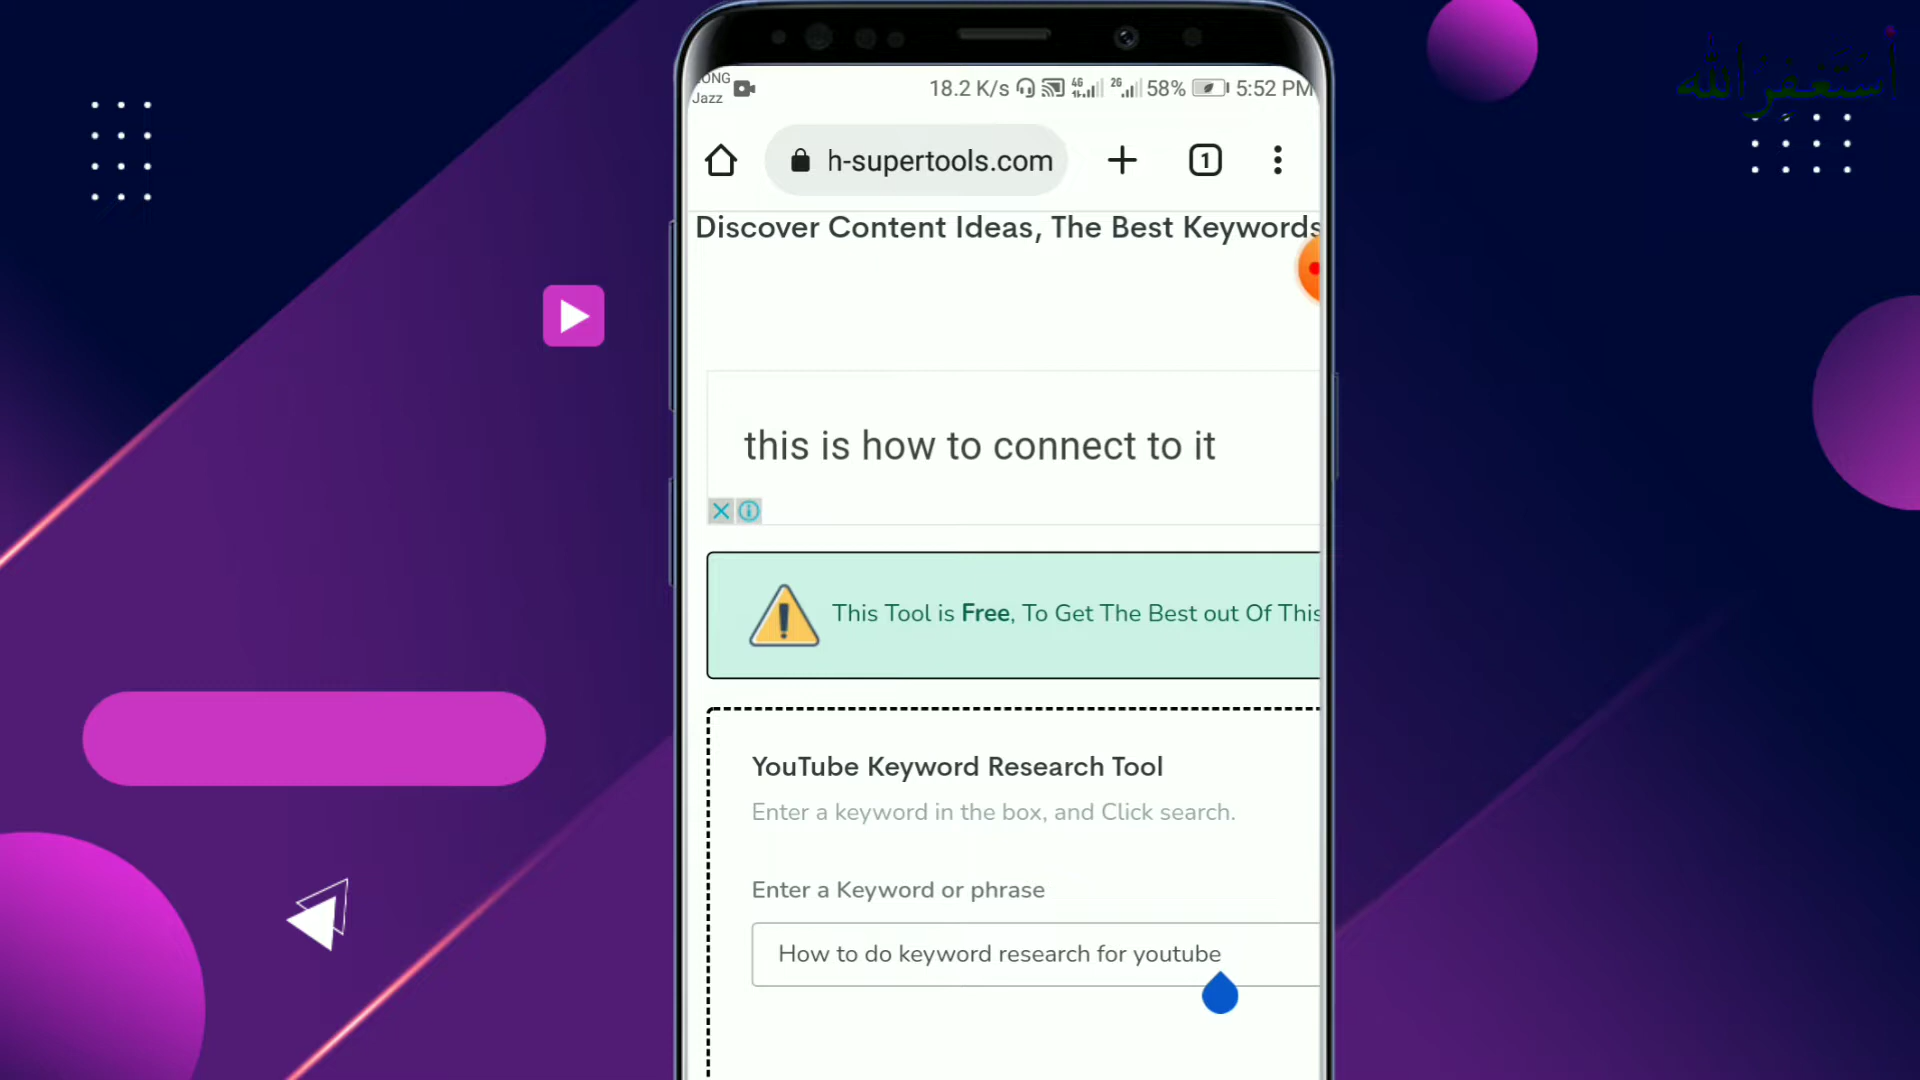 أستغفرالله
ONG
Jazz
18.2 K/s 4G 2G 58% 5:52 PM
h-supertools.com
1
Discover Content Ideas, The Best Keywords
this is how to connect to it
This Tool is Free, To Get The Best out Of This
YouTube Keyword Research Tool
Enter a keyword in the box, and Click search.
Enter a Keyword or phrase
How to do keyword research for youtube